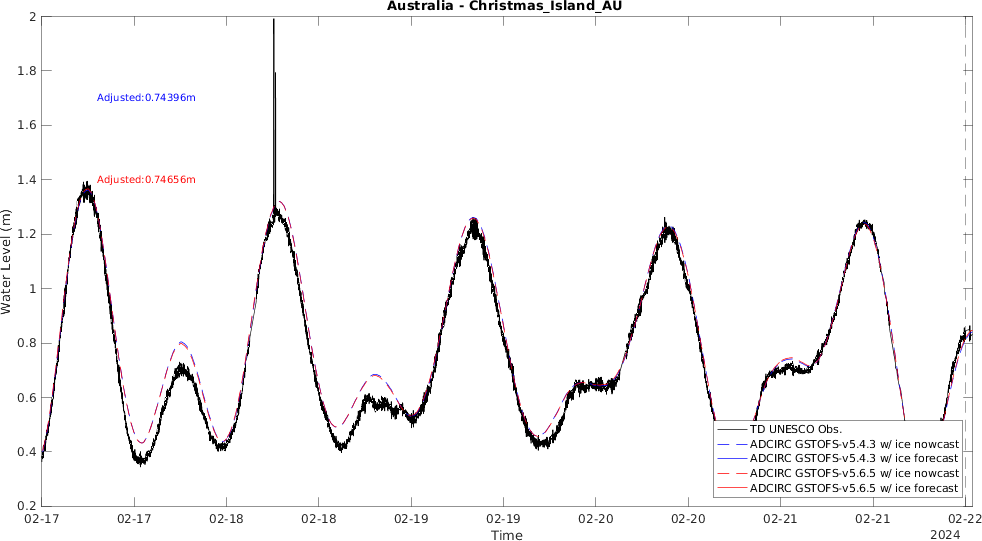 Australia - Christmas_Island_AU
2
1.8
1.6
1.4
1.2
1
0.8
0.6
0.4
0.2
Water Level (m)
Adjusted:0.74396m
Adjusted:0.74656m
TD UNESCO Obs.
ADCIRC GSTOFS-v5.4.3 w/ ice nowcast
ADCIRC GSTOFS-v5.4.3 w/ ice forecast
ADCIRC GSTOFS-v5.6.5 w/ ice nowcast
ADCIRC GSTOFS-v5.6.5 w/ ice forecast
02-17 02-17 02-18 02-18 02-19 02-19 02-20 02-20 02-21 02-21 02-22
Time 2024